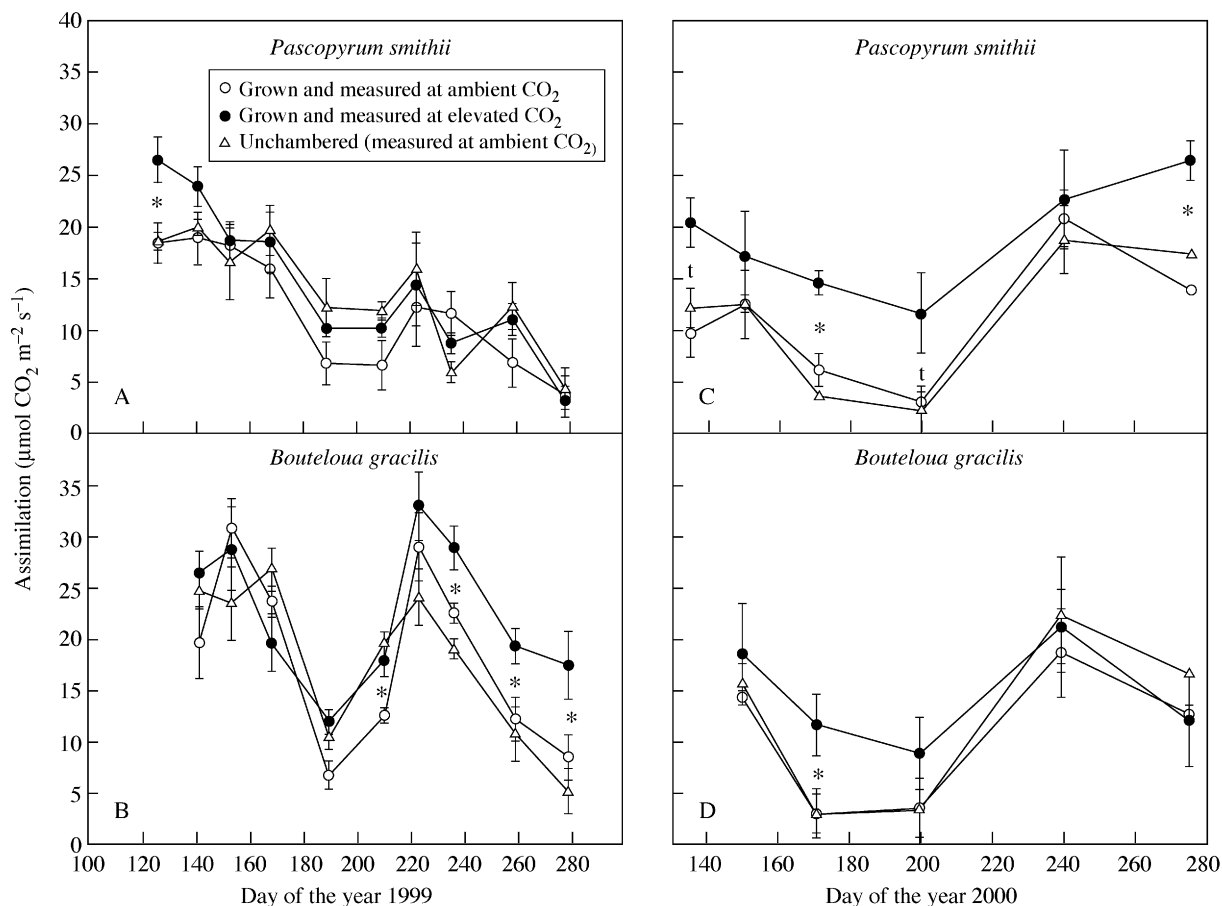 Pascopyrum smithii
Grown and measured at ambient CO₂
Grown and measured at elevated CO₂
Unchambered (measured at ambient CO₂)
*
A
40
35
30
25
20
15
10
5
0
Pascopyrum smithii
t
*
t
*
C
Assimilation (μmol CO₂ m⁻² s⁻¹)
Bouteloua gracilis
*
*
*
*
B
35
30
25
20
15
10
5
0
100 120 140 160 180 200 220 240 260 280
Day of the year 1999
Bouteloua gracilis
*
D
140 160 180 200 220 240 260 280
Day of the year 2000